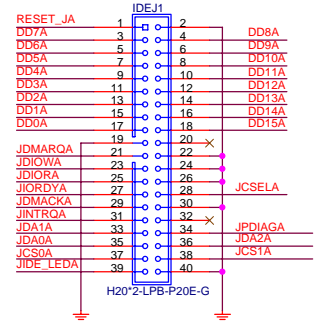 IDEJ1
RESET_JA 1 2
DD7A 3 4 DD8A
DD6A 5 6 DD9A
DD5A 7 8 DD10A
DD4A 9 10 DD11A
DD3A 11 12 DD12A
DD2A 13 14 DD13A
DD1A 15 16 DD14A
DD0A 17 18 DD15A
19 20
JDMARQA 21 22
JDIOWA 23 24
JDIORA 25 26
JIORDYA 27 28 JCSELA
JDMACKA 29 30
JINTRQA 31 32
JDA1A 33 34 JPDIAGA
JDA0A 35 36 JDA2A
JCS0A 37 38 JCS1A
JIDE_LEDA 39 40
H20*2-LPB-P20E-G